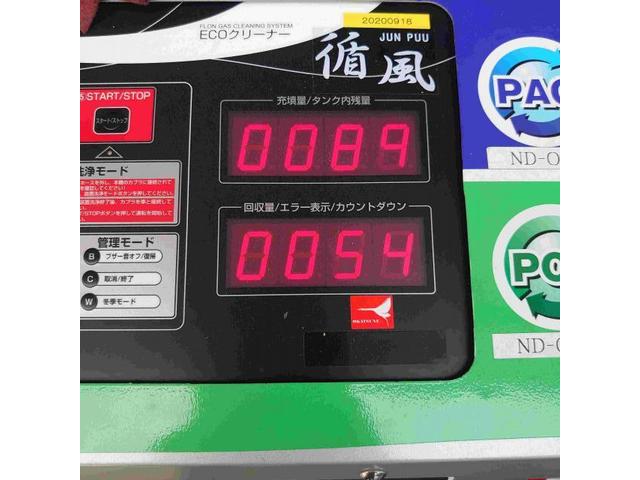 20200918
FLON GAS CLEANING SYSTEM
ECOクリーナー
JUN PUU
循風
START/STOP
スタート/ストップ
充填量/タンク内残量
0089
回収量/エラー表示/カウントダウン
0054
洗浄モード
管理モード
B ブザー音オフ/復帰
C 取消/終了
W 冬季モード
PAG
ND-O
PO
ND-